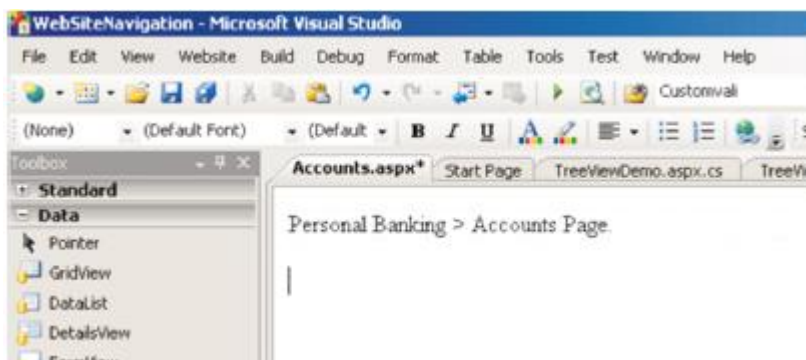 WebSiteNavigation - Microsoft Visual Studio
File Edit View Website Build Debug Format Table Tools Test Window Help
Customvali
(None) (Default Font) (Default B I U A
Toolbox
Accounts.aspx* Start Page TreeViewDemo.aspx.cs
+ Standard
- Data
Personal Banking > Accounts Page.
Pointer
GridView
DataList
DetailsView